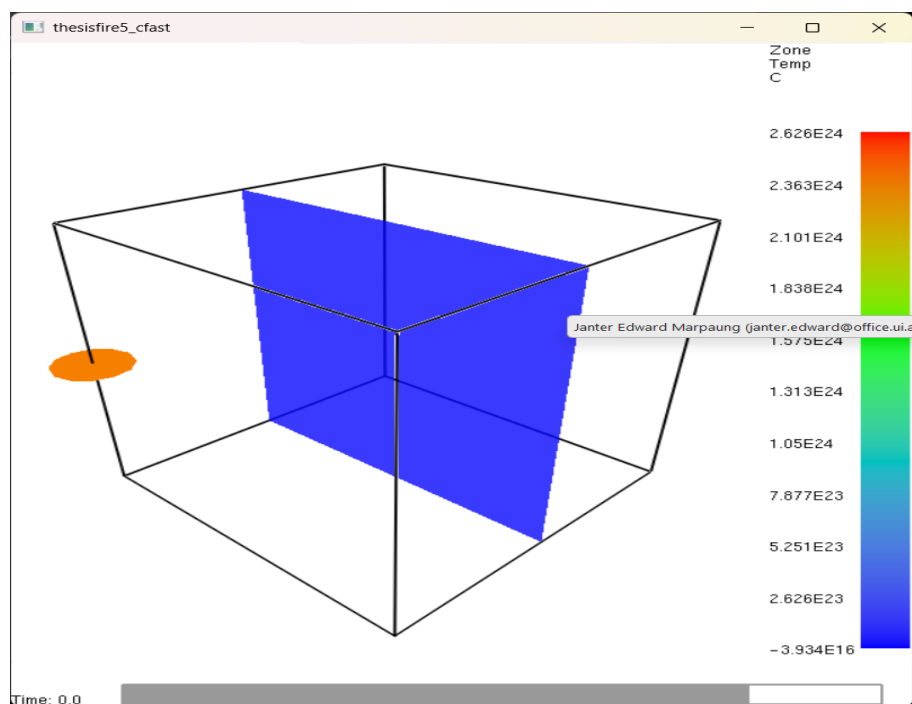 thesisfire5_cfast
Zone
Temp
C
2.626E24
2.363E24
2.101E24
1.838E24
Janter Edward Marpaung (janter.edward@office.ui.a
1.575E24
1.313E24
1.05E24
7.877E23
5.251E23
2.626E23
-3.934E16
Time: 0.0